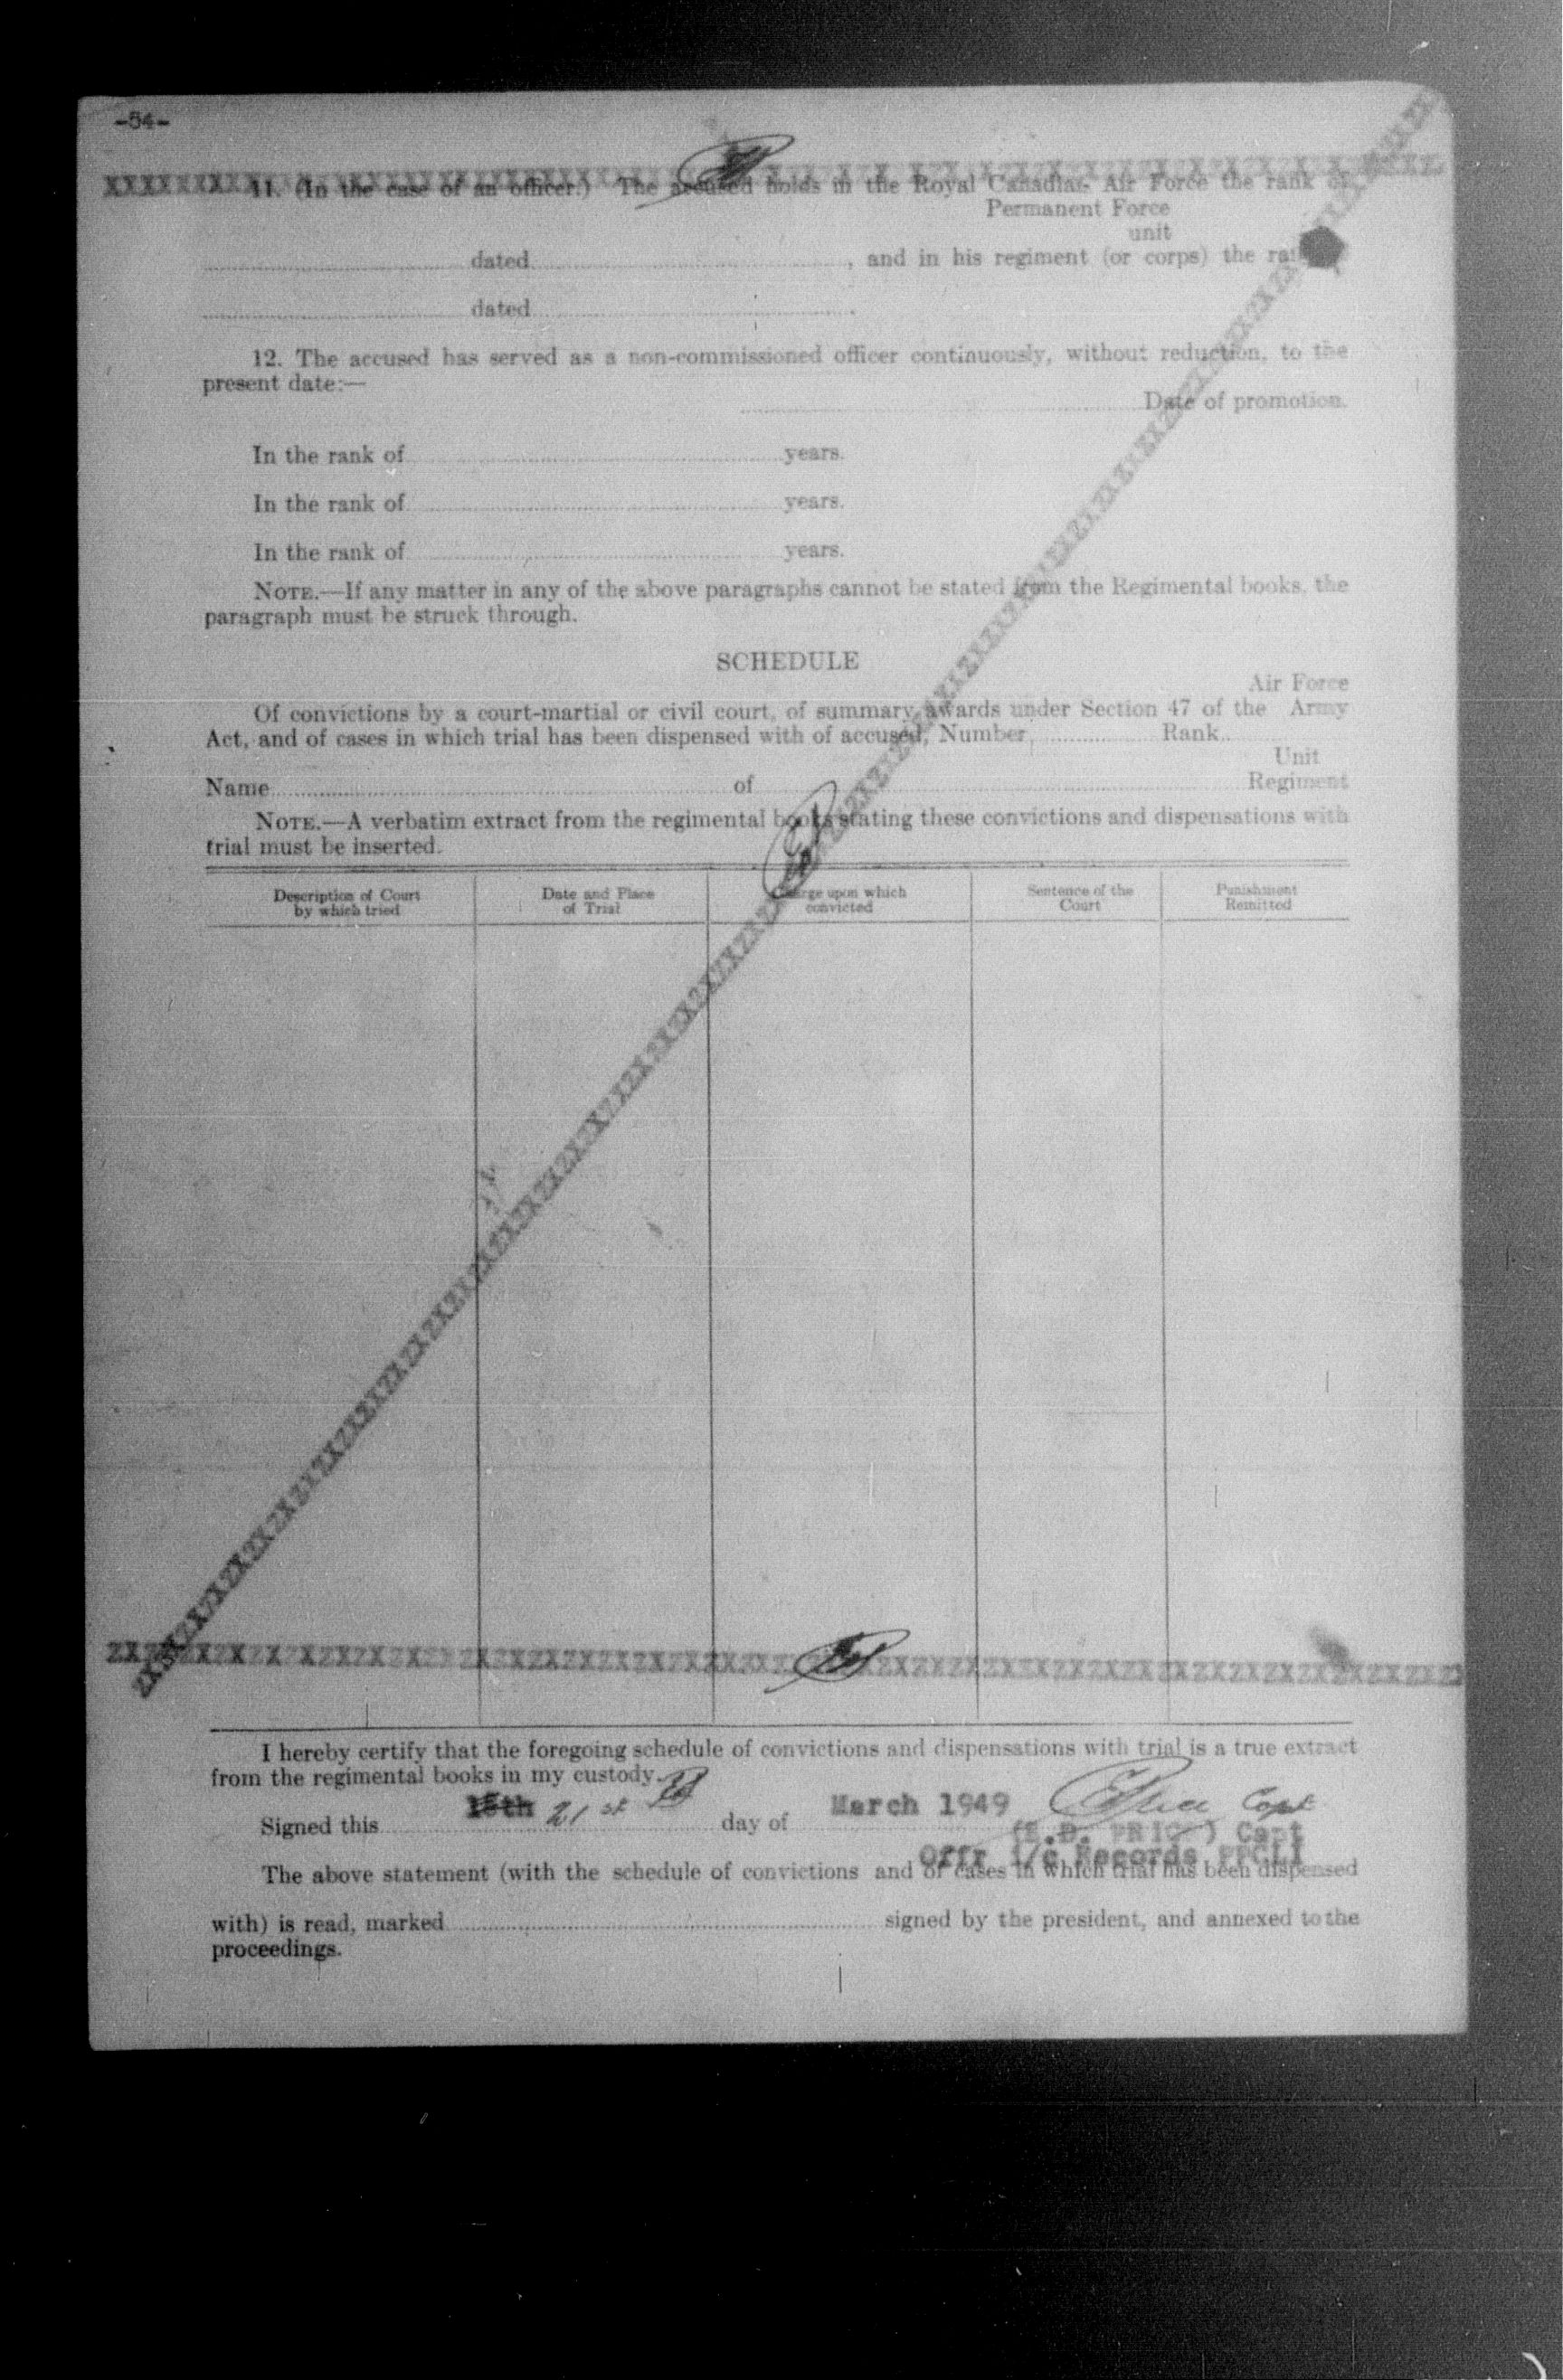 -54-
11. (In the case of an officer.) The accused holds in the Royal Canadian Air Force the rank of
Permanent Force
unit
dated , and in his regiment (or corps) the
dated
12. The accused has served as a non-commissioned officer continuously, without reduction, to the
present date:—
Date of promotion.
In the rank of years.
In the rank of years.
In the rank of years.
NOTE.—If any matter in any of the above paragraphs cannot be stated from the Regimental books, the
paragraph must be struck through.
SCHEDULE
Air Force
Of convictions by a court-martial or civil court, of summary awards under Section 47 of the Army
Act, and of cases in which trial has been dispensed with of accused, Number Rank
Unit
Name of Regiment
NOTE.—A verbatim extract from the regimental books stating these convictions and dispensations with
trial must be inserted.
Description of Court
by which tried
Date and Place
of Trial
Charge upon which
convicted
Sentence of the
Court
Punishment
Remitted
I hereby certify that the foregoing schedule of convictions and dispensations with trial is a true extract
from the regimental books in my custody.
Signed this 15th 21st day of March 1949 Capt
(E.D. PRICE) Capt
Offr i/c Records PPCLI
The above statement (with the schedule of convictions and of cases in which trial has been dispensed
with) is read, marked signed by the president, and annexed to the
proceedings.